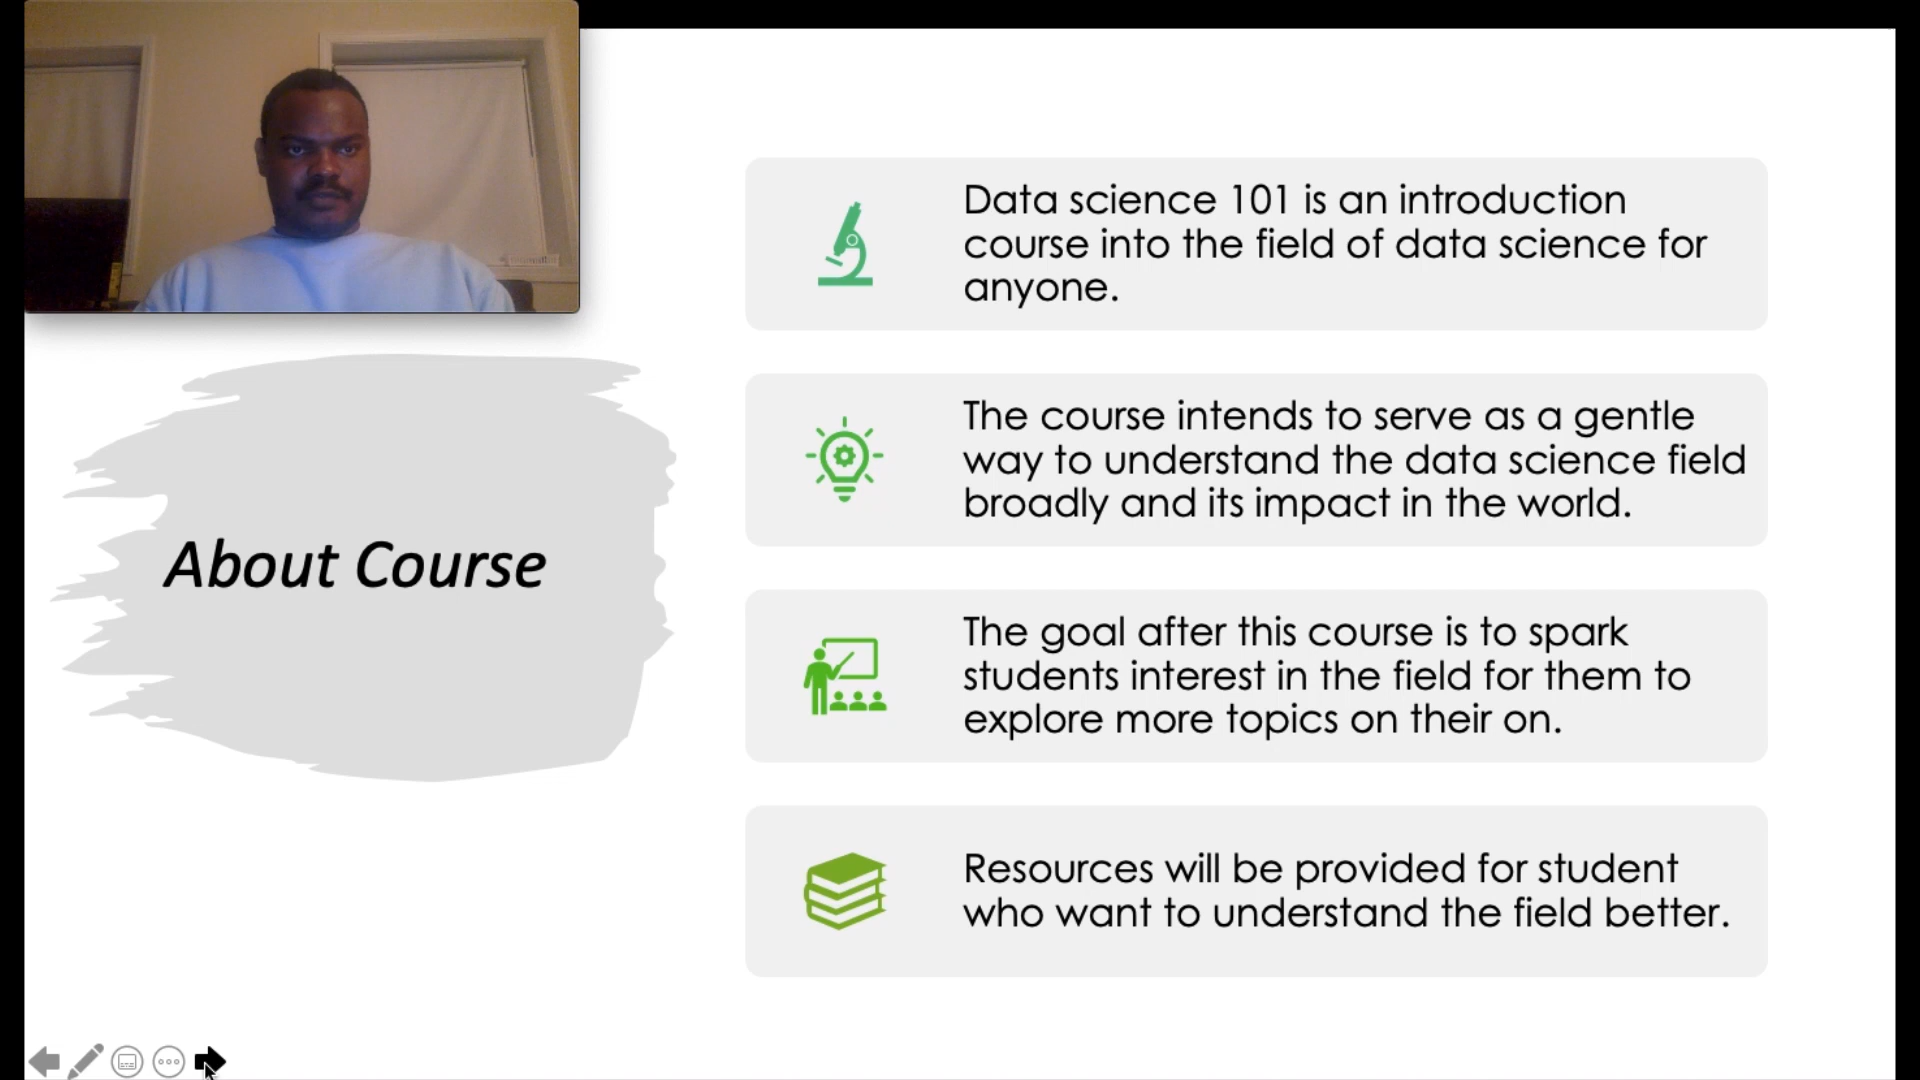 About Course
Data science 101 is an introduction
course into the field of data science for
anyone.
The course intends to serve as a gentle
way to understand the data science field
broadly and its impact in the world.
The goal after this course is to spark
students interest in the field for them to
explore more topics on their on.
Resources will be provided for student
who want to understand the field better.